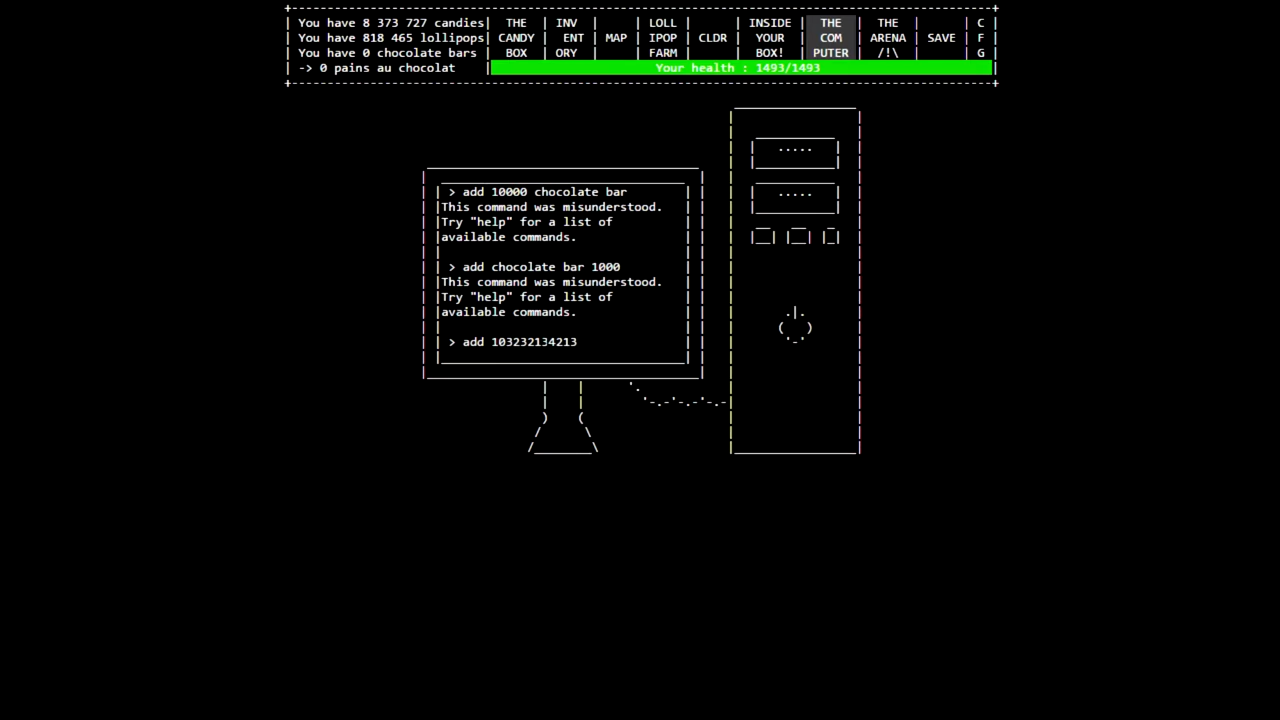 You have 8 373 727 candies THE INV LOLL INSIDE THE THE C
You have 818 465 lollipops CANDY ENT MAP IPOP CLDR YOUR COM ARENA SAVE F
You have 0 chocolate bars BOX ORY FARM BOX! PUTER /!\ G
-> 0 pains au chocolat Your health : 1493/1493
> add 10000 chocolate bar
This command was misunderstood.
Try "help" for a list of
available commands.
> add chocolate bar 1000
This command was misunderstood.
Try "help" for a list of
available commands.
> add 103232134213